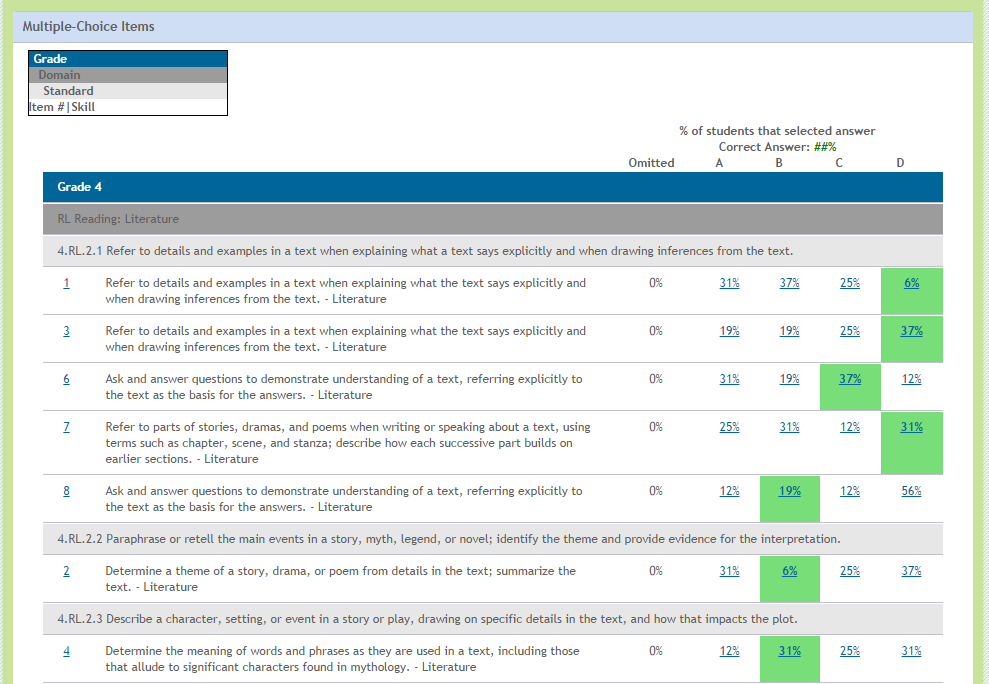 Multiple-Choice Items
Grade
Domain
Standard
Item #|Skill
% of students that selected answer
Correct Answer: ##%
Omitted A B C D
Grade 4
RL Reading: Literature
4.RL.2.1 Refer to details and examples in a text when explaining what a text says explicitly and when drawing inferences from the text.
1 Refer to details and examples in a text when explaining what the text says explicitly and 0% 31% 37% 25% 6%
when drawing inferences from the text. - Literature
3 Refer to details and examples in a text when explaining what the text says explicitly and 0% 19% 19% 25% 37%
when drawing inferences from the text. - Literature
6 Ask and answer questions to demonstrate understanding of a text, referring explicitly to 0% 31% 19% 37% 12%
the text as the basis for the answers. - Literature
7 Refer to parts of stories, dramas, and poems when writing or speaking about a text, using 0% 25% 31% 12% 31%
terms such as chapter, scene, and stanza; describe how each successive part builds on
earlier sections. - Literature
8 Ask and answer questions to demonstrate understanding of a text, referring explicitly to 0% 12% 19% 12% 56%
the text as the basis for the answers. - Literature
4.RL.2.2 Paraphrase or retell the main events in a story, myth, legend, or novel; identify the theme and provide evidence for the interpretation.
2 Determine a theme of a story, drama, or poem from details in the text; summarize the 0% 31% 6% 25% 37%
text. - Literature
4.RL.2.3 Describe a character, setting, or event in a story or play, drawing on specific details in the text, and how that impacts the plot.
4 Determine the meaning of words and phrases as they are used in a text, including those 0% 12% 31% 25% 31%
that allude to significant characters found in mythology. - Literature